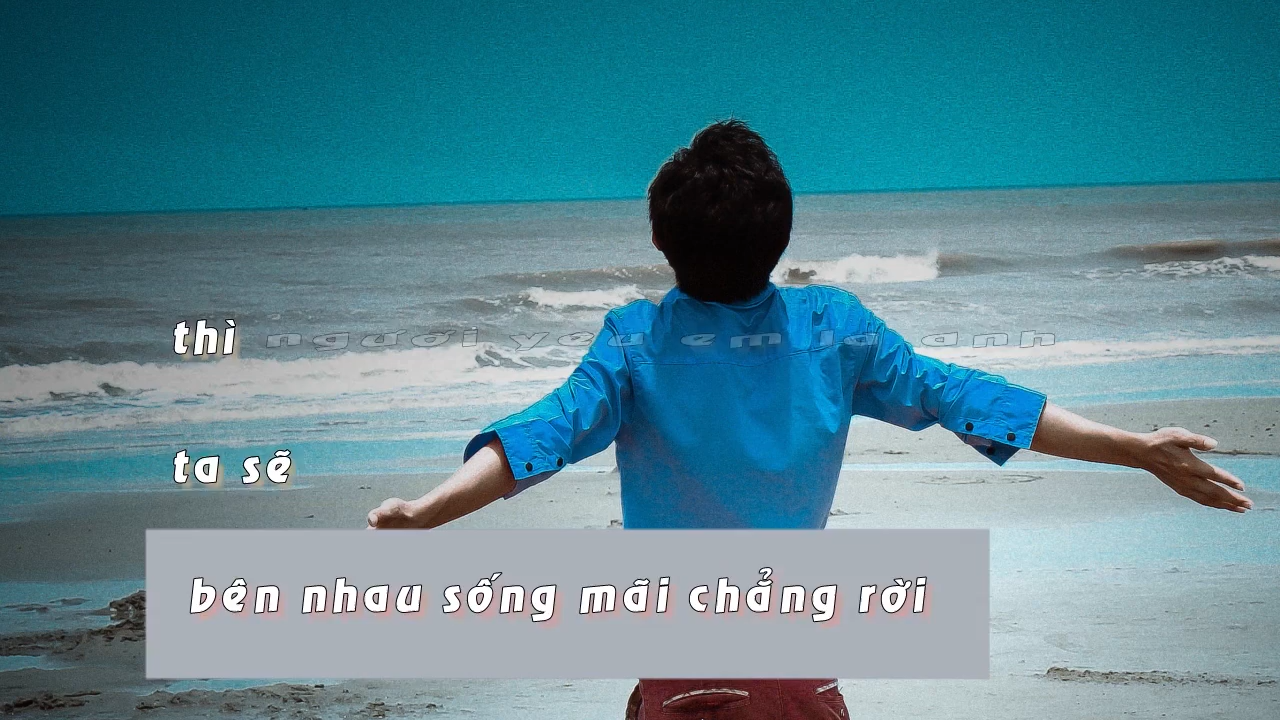 thì người yêu em là anh
ta sẽ
bên nhau sống mãi chẳng rời